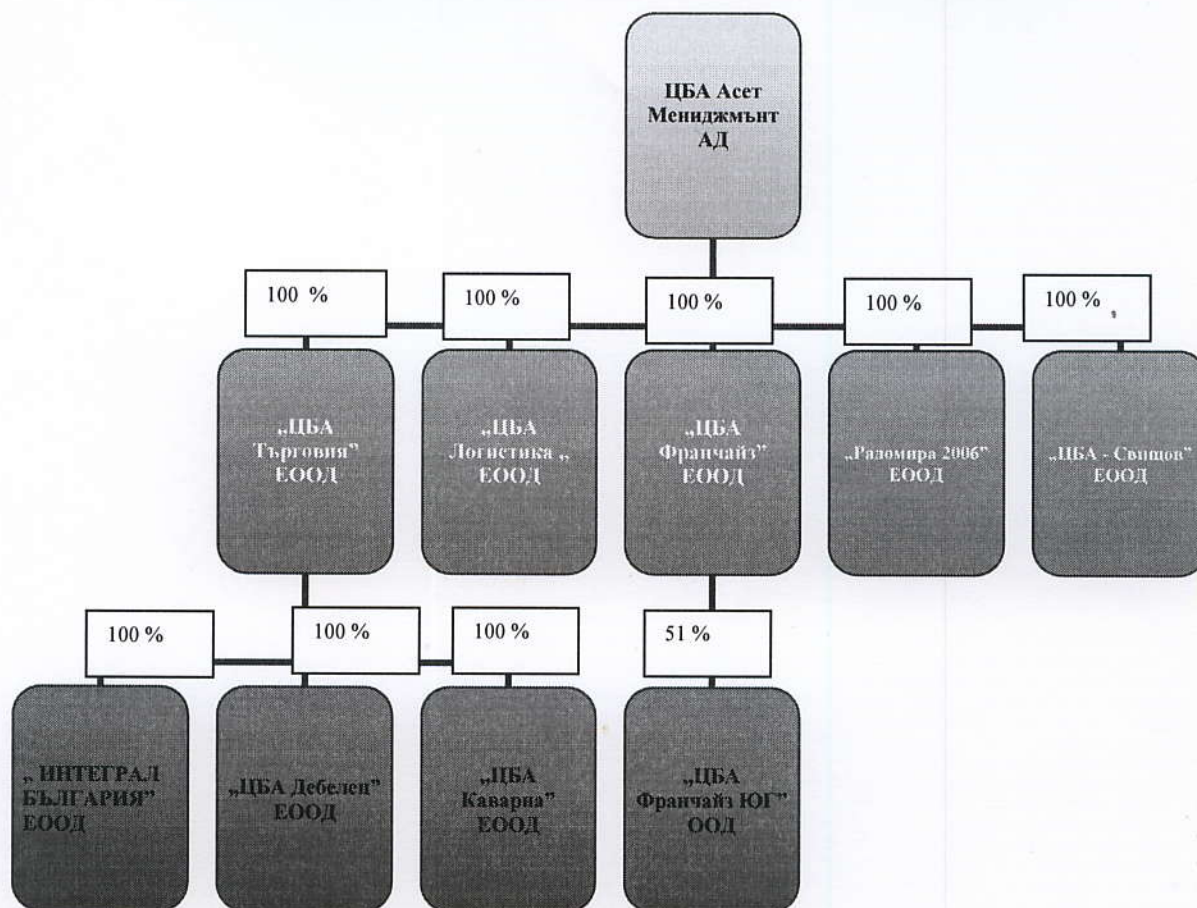 ЦБА Асет
Мениджмънт
АД
100 %
100 %
100 %
100 %
100 %
„ЦБА
Търговия”
ЕООД
„ЦБА
Логистика „
ЕООД
„ЦБА
Франчайз”
ЕООД
„Радомира 2006”
ЕООД
„ЦБА - Свищов”
ЕООД
100 %
100 %
100 %
51 %
„ ИНТЕГРАЛ
БЪЛГАРИЯ”
ЕООД
„ЦБА Дебелец”
ЕООД
„ЦБА
Каварна”
ЕООД
„ЦБА
Франчайз ЮГ”
ООД